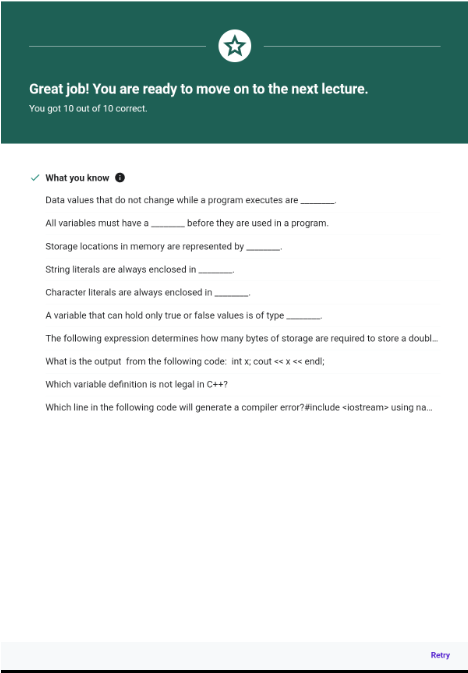 Great job! You are ready to move on to the next lecture.
You got 10 out of 10 correct.
What you know
Data values that do not change while a program executes are ________.
All variables must have a ________ before they are used in a program.
Storage locations in memory are represented by ________.
String literals are always enclosed in ________.
Character literals are always enclosed in ________.
A variable that can hold only true or false values is of type ________.
The following expression determines how many bytes of storage are required to store a doubl...
What is the output  from the following code:  int x; cout << x << endl;
Which variable definition is not legal in C++?
Which line in the following code will generate a compiler error?#include <iostream> using na...
Retry